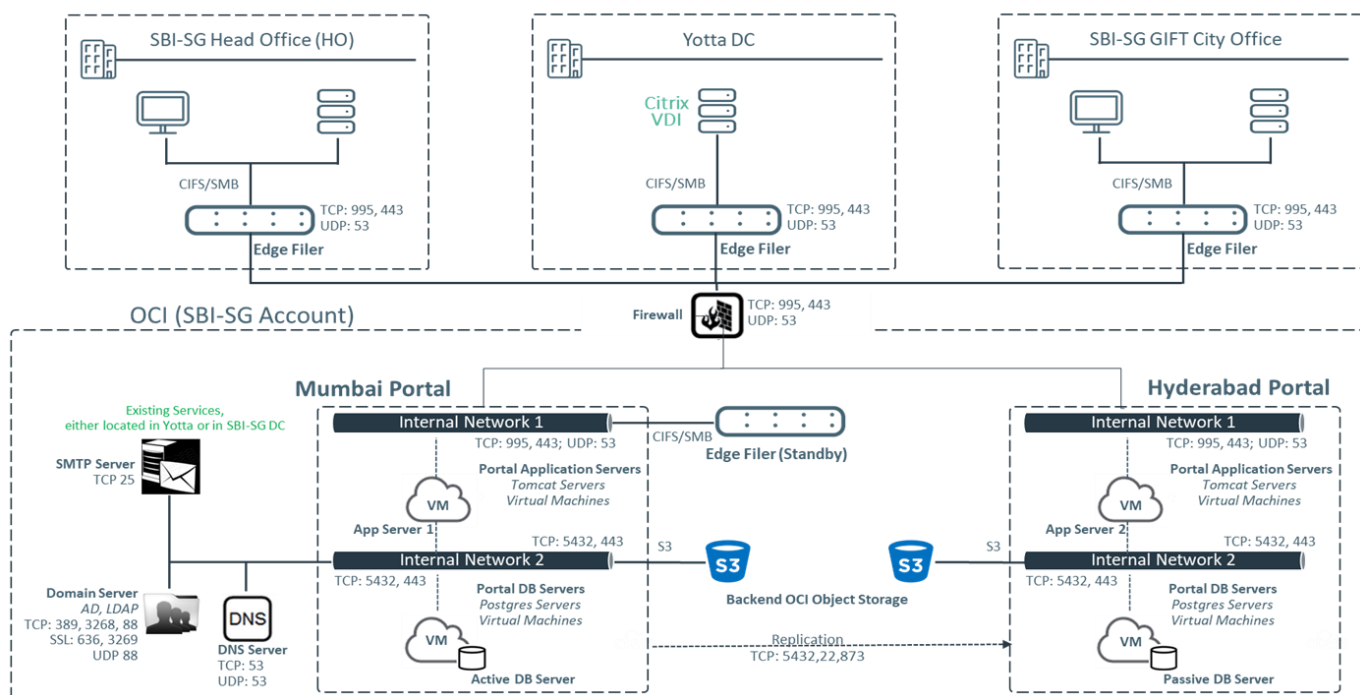 SBI-SG Head Office (HO)
CIFS/SMB
TCP: 995, 443
UDP: 53
Edge Filer
Yotta DC
Citrix
VDI
CIFS/SMB
TCP: 995, 443
UDP: 53
Edge Filer
SBI-SG GIFT City Office
CIFS/SMB
TCP: 995, 443
UDP: 53
Edge Filer
OCI (SBI-SG Account)
Firewall
TCP: 995, 443
UDP: 53
Existing Services,
either located in Yotta or in SBI-SG DC
SMTP Server
TCP 25
Domain Server
AD, LDAP
TCP: 389, 3268, 88
SSL: 636, 3269
UDP 88
DNS
DNS Server
TCP: 53
UDP: 53
Mumbai Portal
Internal Network 1
TCP: 995, 443; UDP: 53
Portal Application Servers
Tomcat Servers
Virtual Machines
VM
App Server 1
TCP: 5432, 443
Internal Network 2
TCP: 5432, 443
Portal DB Servers
Postgres Servers
Virtual Machines
VM
Active DB Server
CIFS/SMB
Edge Filer (Standby)
S3
S3
S3
S3
Backend OCI Object Storage
Replication
TCP: 5432,22,873
Hyderabad Portal
Internal Network 1
TCP: 995, 443; UDP: 53
Portal Application Servers
Tomcat Servers
Virtual Machines
VM
App Server 2
TCP: 5432, 443
Internal Network 2
TCP: 5432, 443
Portal DB Servers
Postgres Servers
Virtual Machines
VM
Passive DB Server